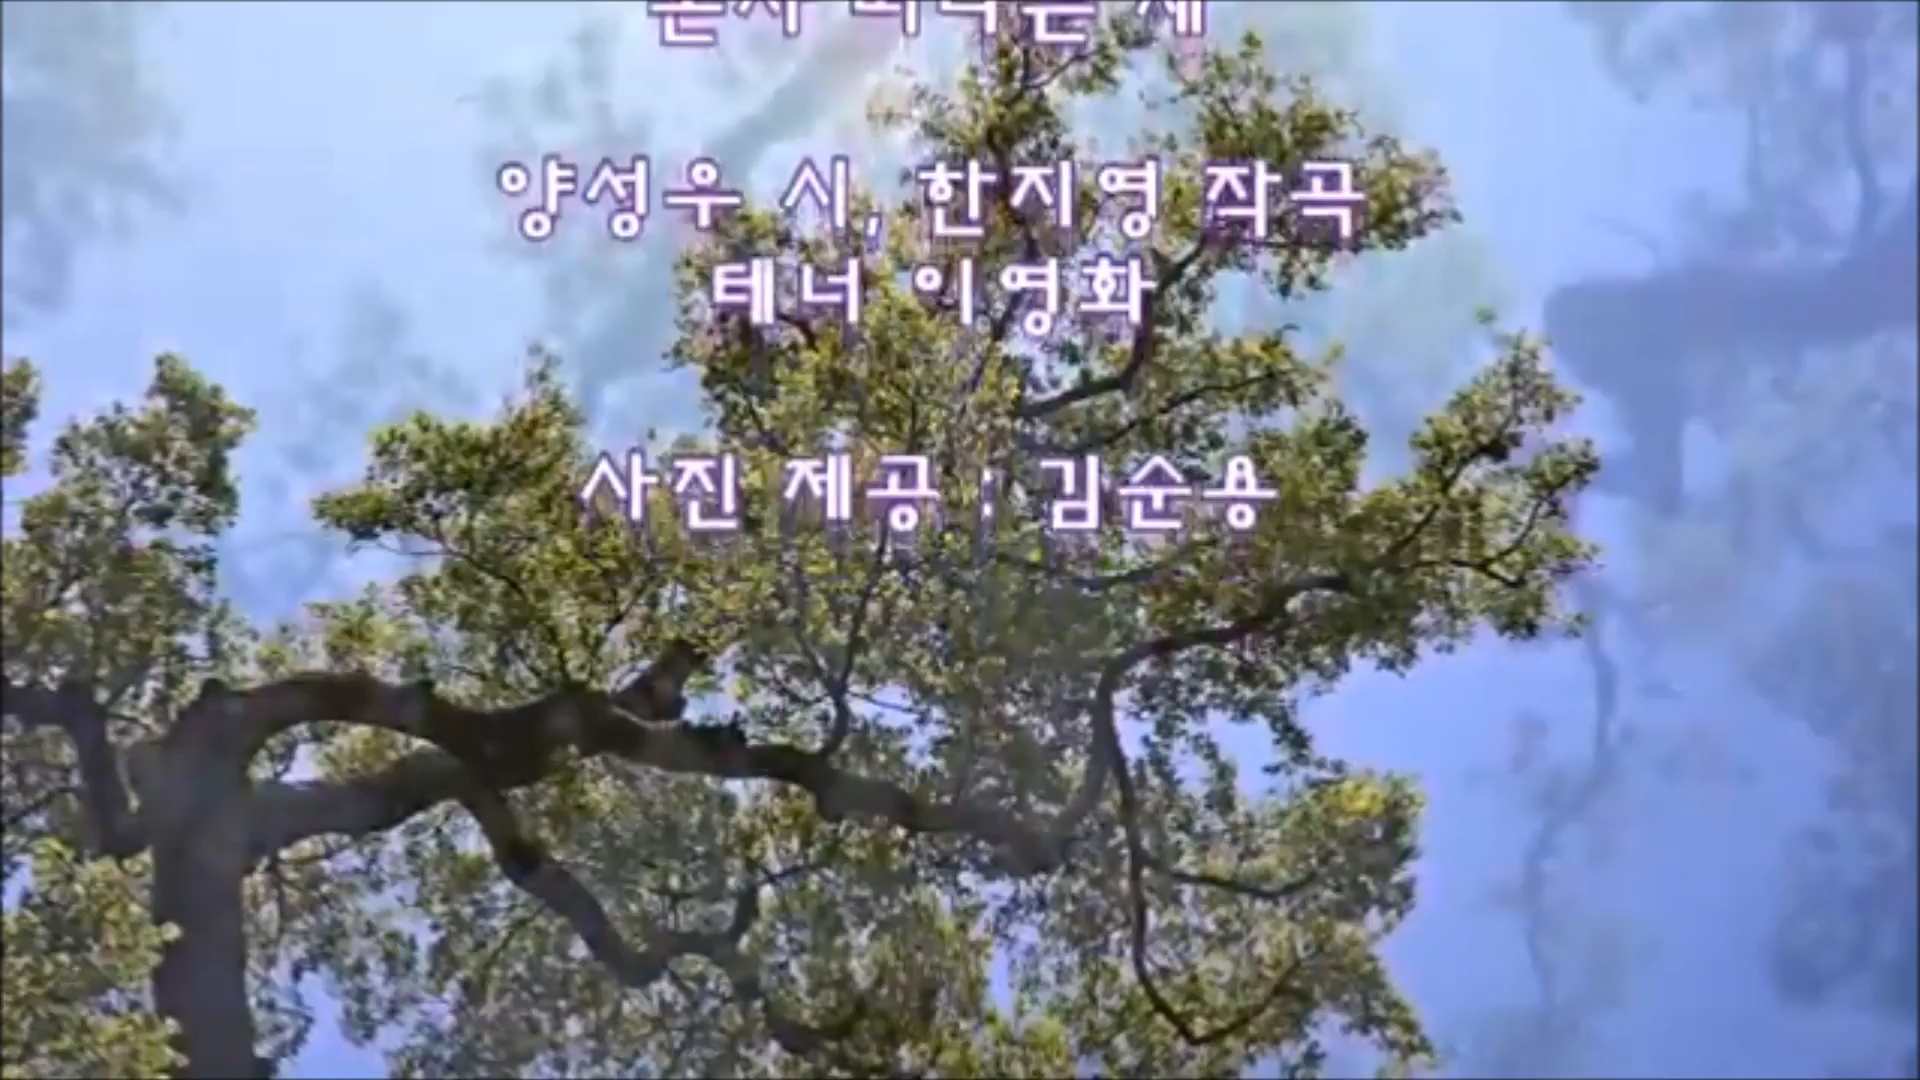 양성우 시, 한지영 작곡
테너 이영화
사진 제공 : 김순용